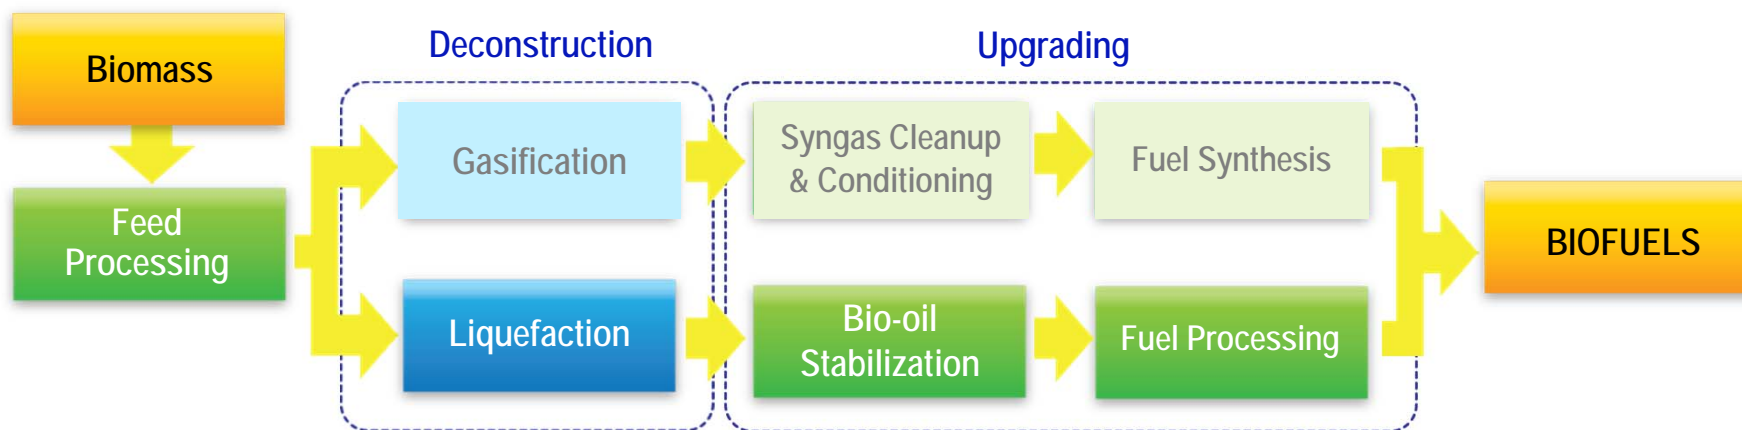 Biomass
Deconstruction
Upgrading
Gasification
Syngas Cleanup
& Conditioning
Fuel Synthesis
Feed
Processing
BIOFUELS
Liquefaction
Bio-oil
Stabilization
Fuel Processing